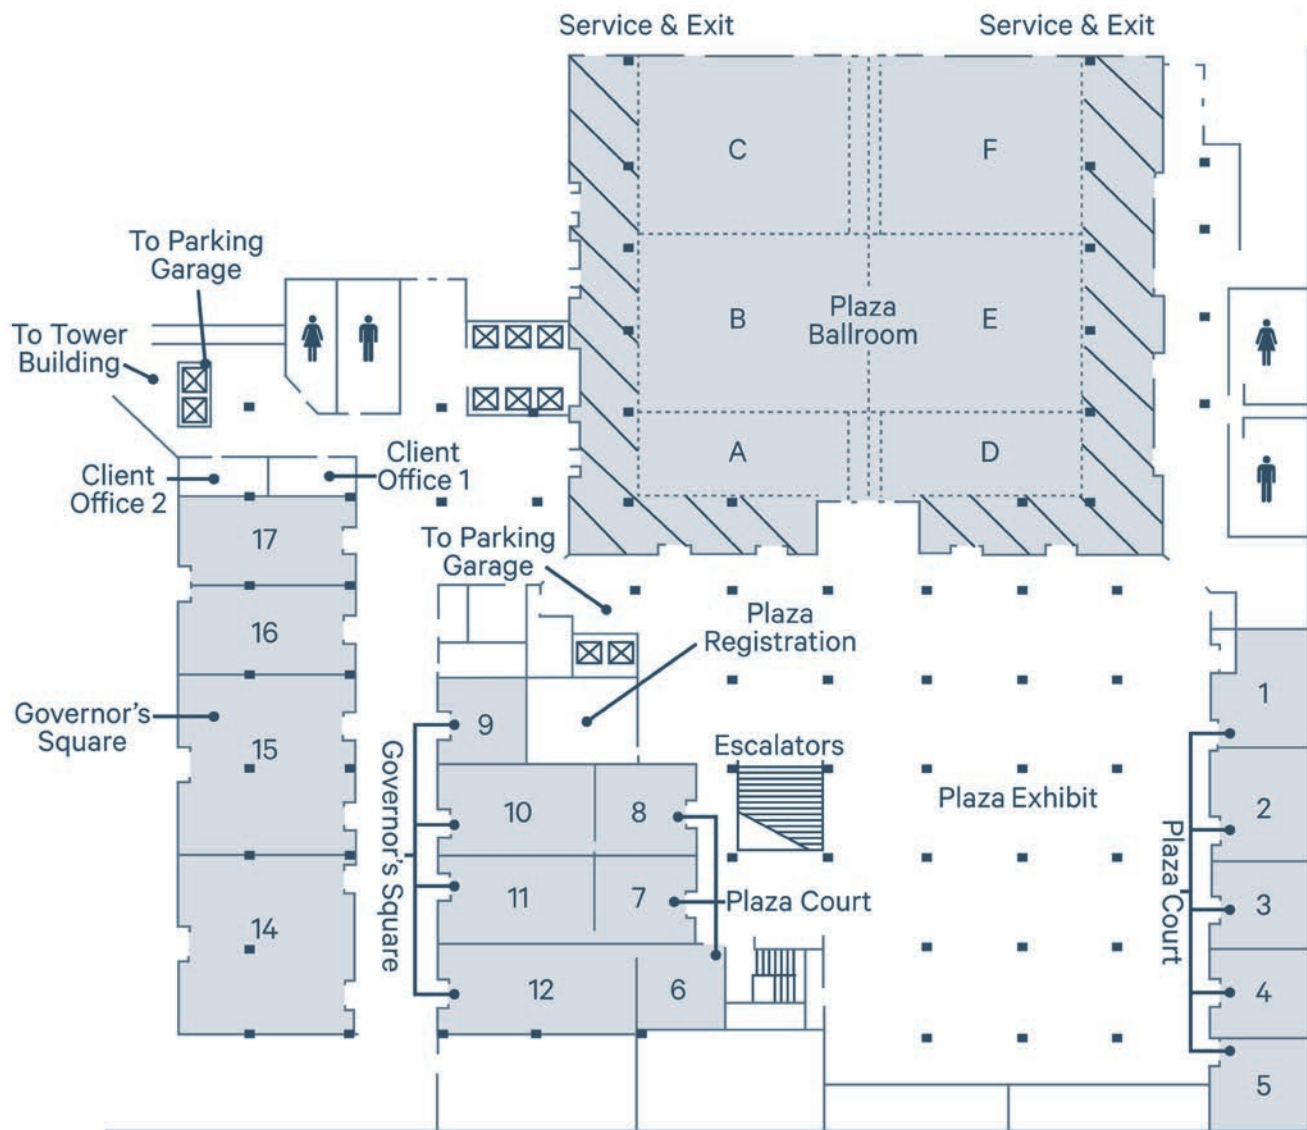 Service & Exit
Service & Exit
C
F
To Parking
Garage
To Tower
Building
B
Plaza
Ballroom
E
A
D
Client
Office 1
Client
Office 2
17
To Parking
Garage
16
Plaza
Registration
1
Governor's
Square
15
9
Escalators
Governor's Square
10
8
Plaza Exhibit
2
Plaza Court
11
7
Plaza Court
3
14
12
6
4
5